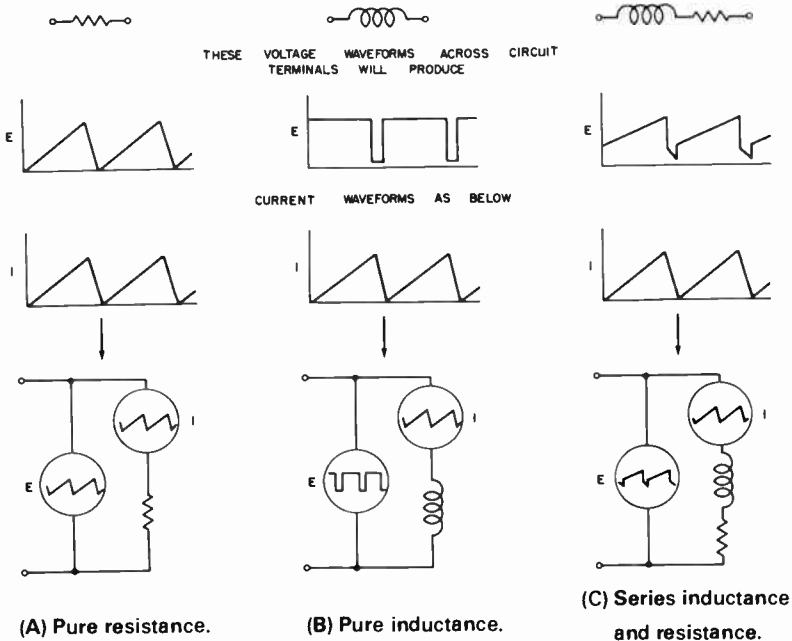 THESE VOLTAGE WAVEFORMS ACROSS CIRCUIT
TERMINALS WILL PRODUCE
E
E
E
CURRENT WAVEFORMS AS BELOW
I
I
I
I
E
I
E
I
E
(A) Pure resistance.
(B) Pure inductance.
(C) Series inductance
and resistance.